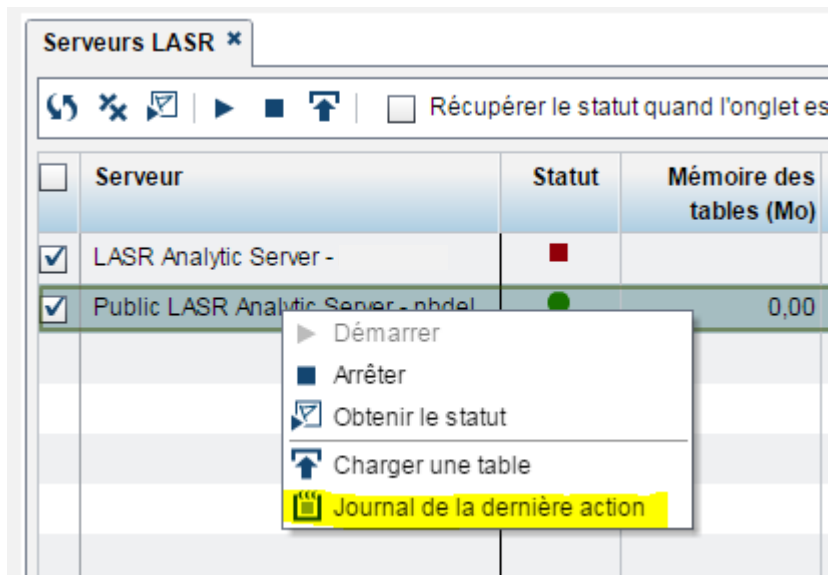 Serveurs LASR
Récupérer le statut quand l'onglet es
Serveur
Statut
Mémoire des
tables (Mo)
LASR Analytic Server -
Public LASR Analytic Server -
0,00
Démarrer
Arrêter
Obtenir le statut
Charger une table
Journal de la dernière action